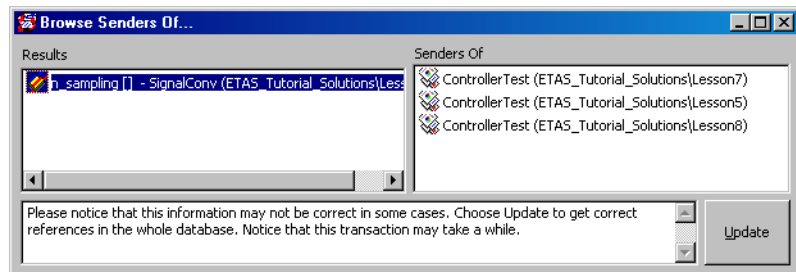 Browse Senders Of...
Results
Senders Of
n_sampling [] - SignalConv (ETAS_Tutorial_Solutions\Less
ControllerTest (ETAS_Tutorial_Solutions\Lesson7)
ControllerTest (ETAS_Tutorial_Solutions\Lesson5)
ControllerTest (ETAS_Tutorial_Solutions\Lesson8)
Please notice that this information may not be correct in some cases. Choose Update to get correct
references in the whole database. Notice that this transaction may take a while.
Update